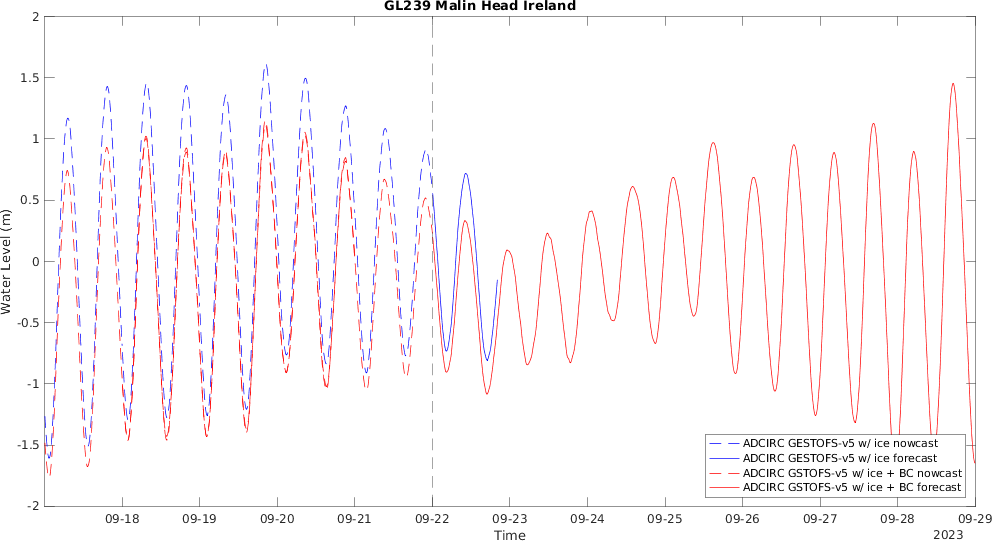 GL239 Malin Head Ireland
2
1.5
1
0.5
0
-0.5
-1
-1.5
-2
Water Level (m)
ADCIRC GESTOFS-v5 w/ ice nowcast
ADCIRC GESTOFS-v5 w/ ice forecast
ADCIRC GSTOFS-v5 w/ ice + BC nowcast
ADCIRC GSTOFS-v5 w/ ice + BC forecast
09-18 09-19 09-20 09-21 09-22 09-23 09-24 09-25 09-26 09-27 09-28 09-29
Time
2023